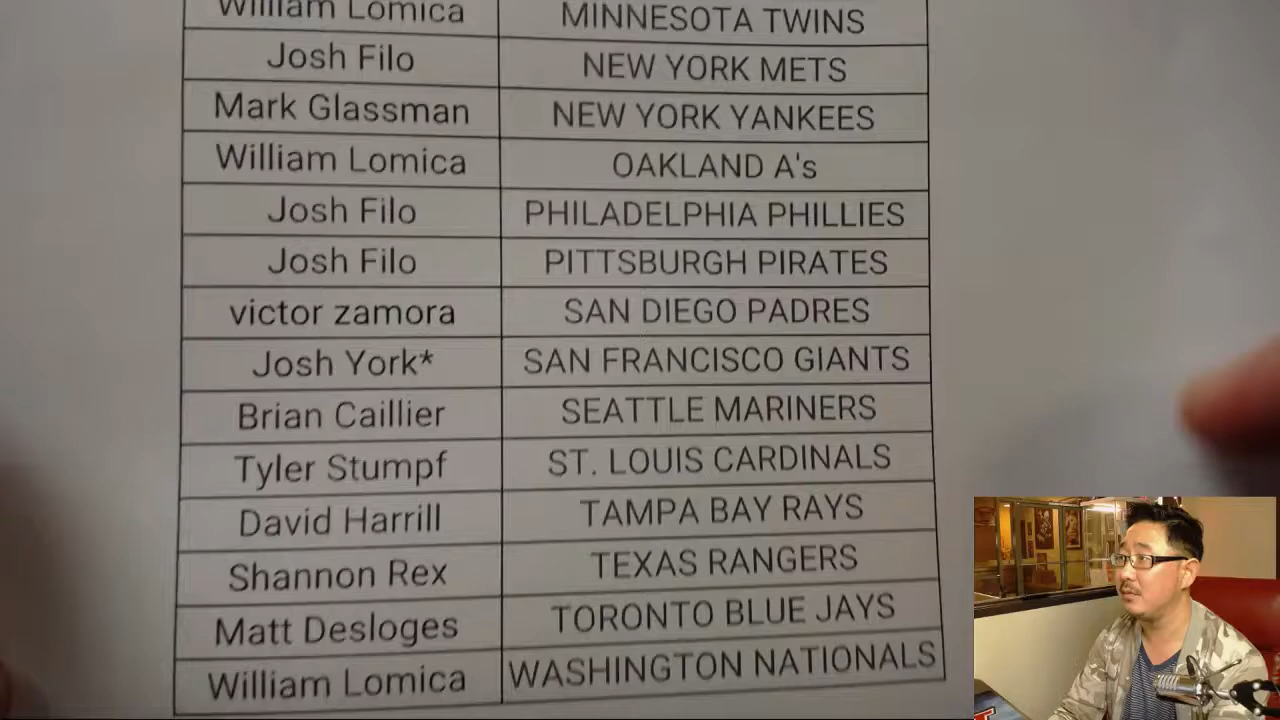 William Lomica MINNESOTA TWINS
Josh Filo NEW YORK METS
Mark Glassman NEW YORK YANKEES
William Lomica OAKLAND A's
Josh Filo PHILADELPHIA PHILLIES
Josh Filo PITTSBURGH PIRATES
victor zamora SAN DIEGO PADRES
Josh York* SAN FRANCISCO GIANTS
Brian Caillier SEATTLE MARINERS
Tyler Stumpf ST. LOUIS CARDINALS
David Harrill TAMPA BAY RAYS
Shannon Rex TEXAS RANGERS
Matt Desloges TORONTO BLUE JAYS
William Lomica WASHINGTON NATIONALS